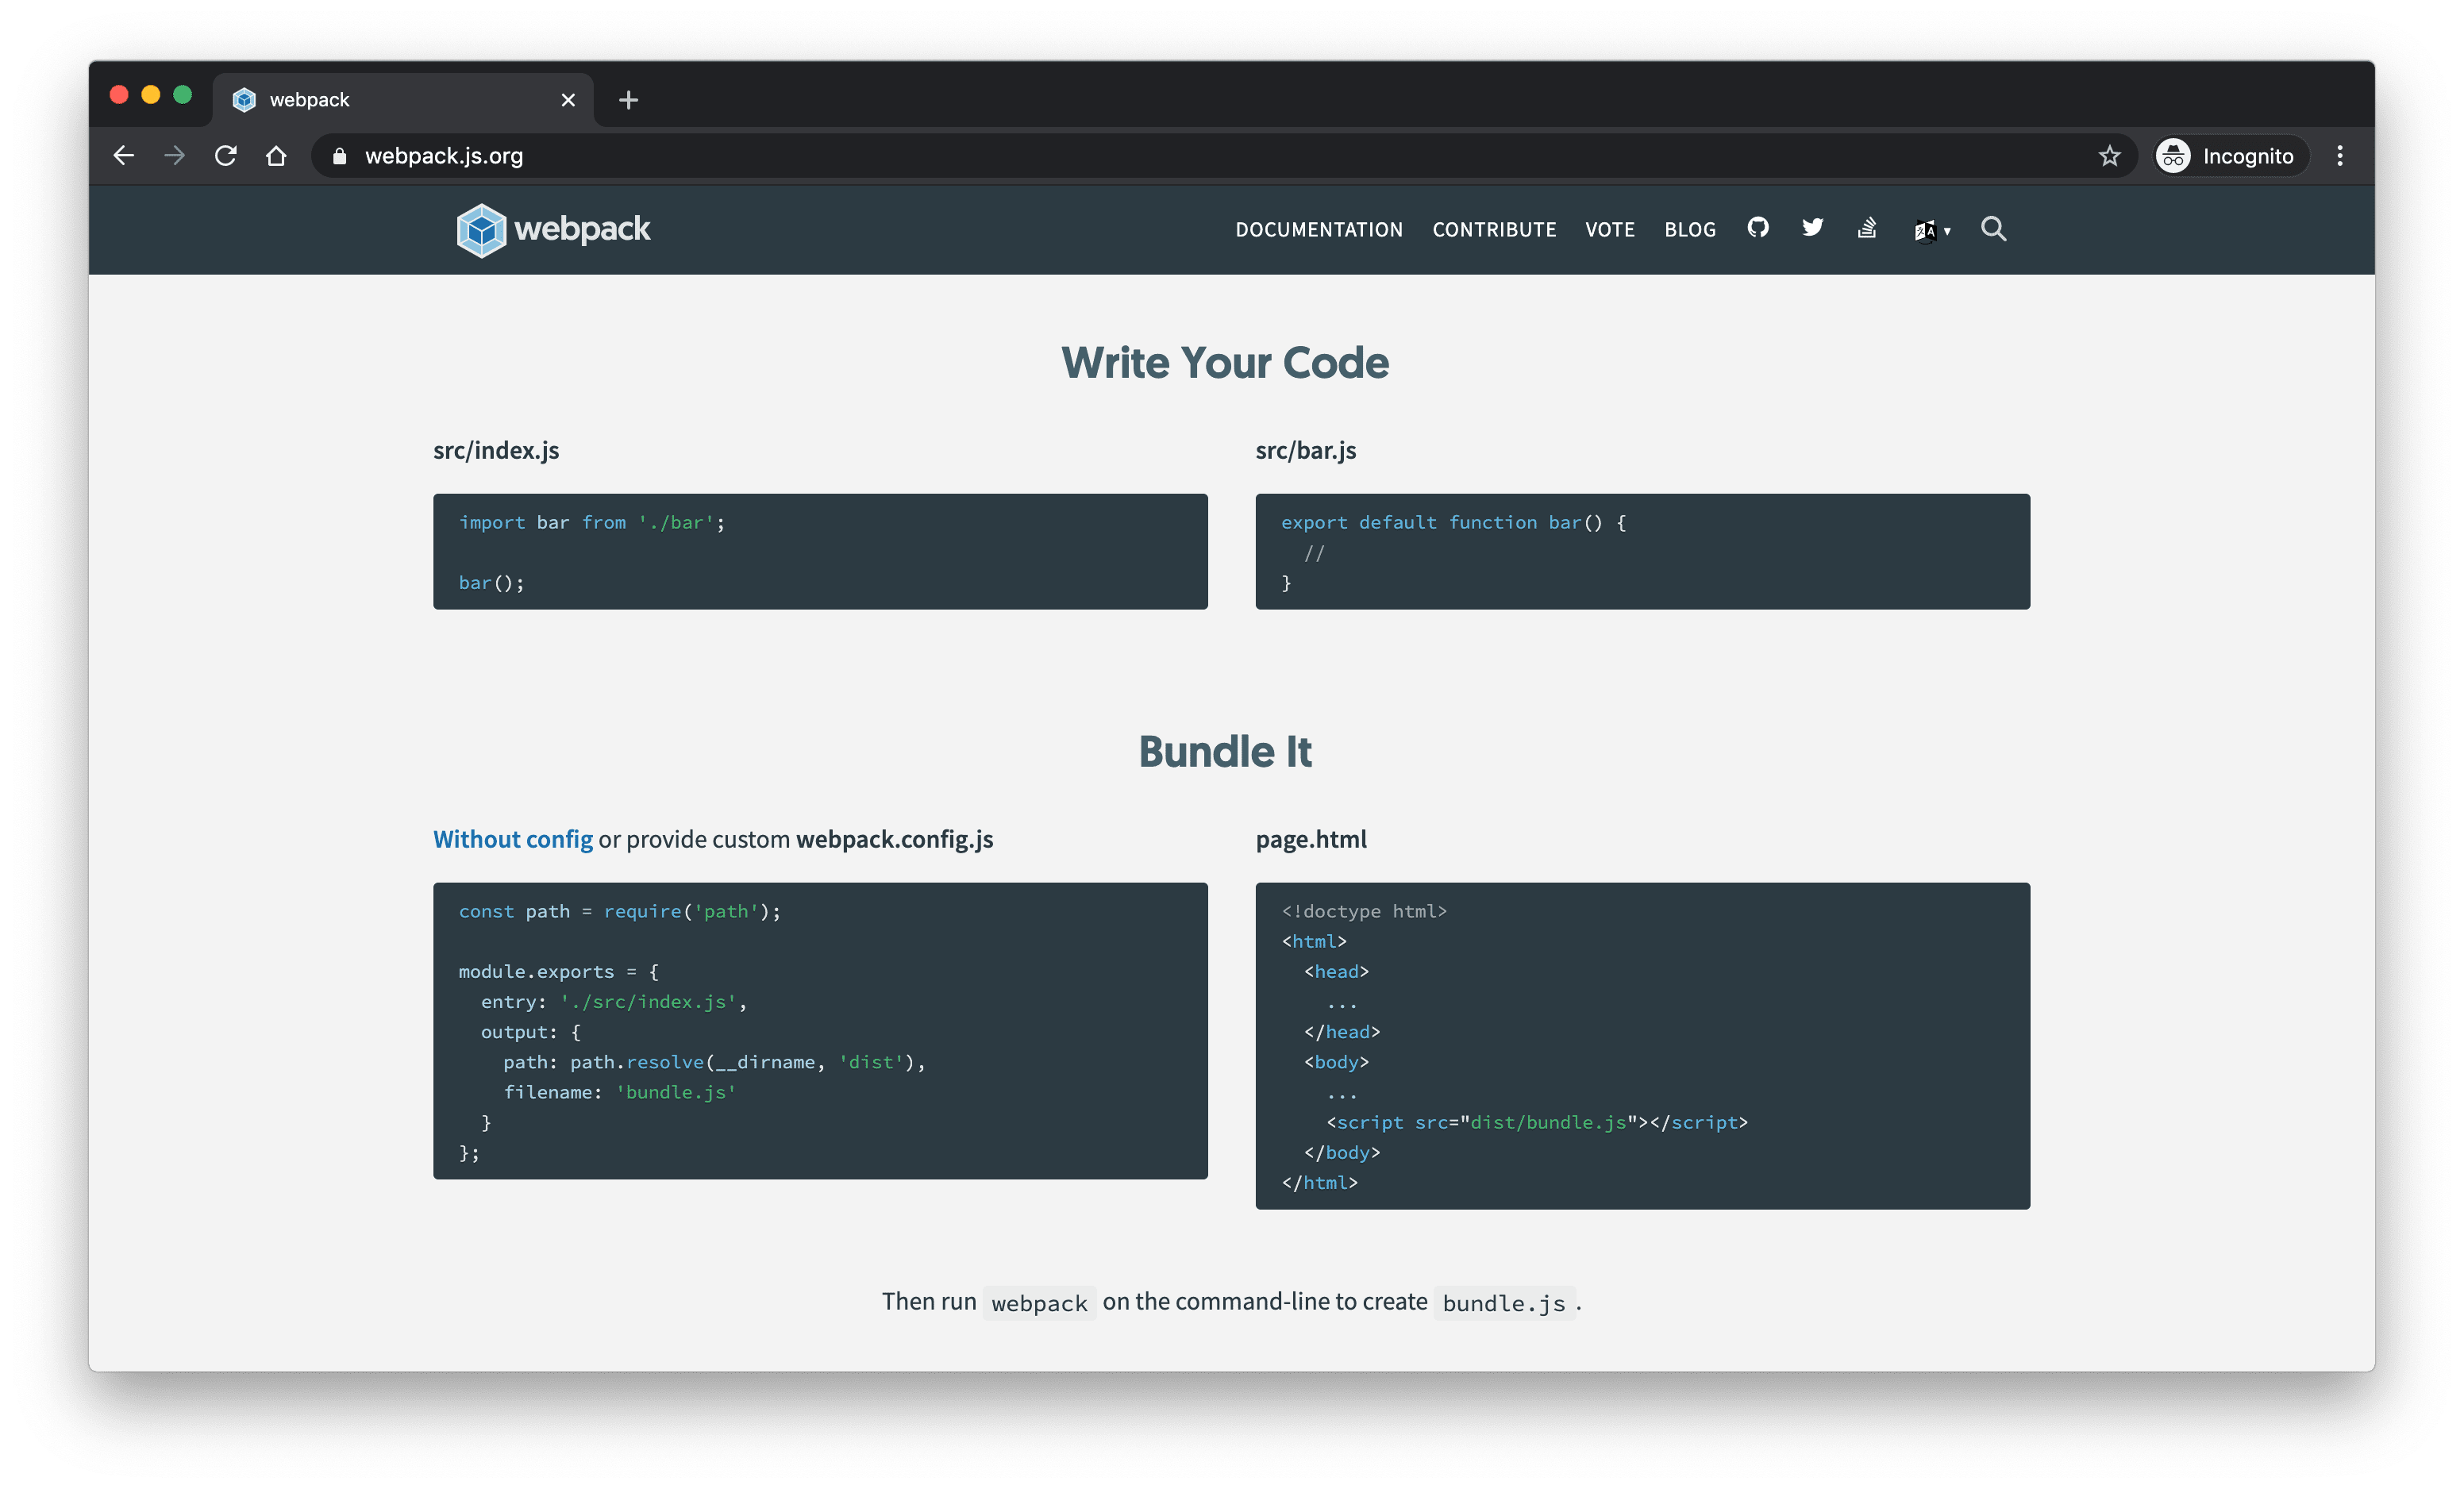 webpack
webpack.js.org
Incognito
webpack
DOCUMENTATION CONTRIBUTE VOTE BLOG
Write Your Code
src/index.js
import bar from './bar';
bar();
src/bar.js
export default function bar() {
  //
}
Bundle It
Without config or provide custom webpack.config.js
const path = require('path');
module.exports = {
  entry: './src/index.js',
  output: {
    path: path.resolve(__dirname, 'dist'),
    filename: 'bundle.js'
  }
};
page.html
<!doctype html>
<html>
  <head>
    ...
  </head>
  <body>
    ...
    <script src="dist/bundle.js"></script>
  </body>
</html>
Then run webpack on the command-line to create bundle.js.